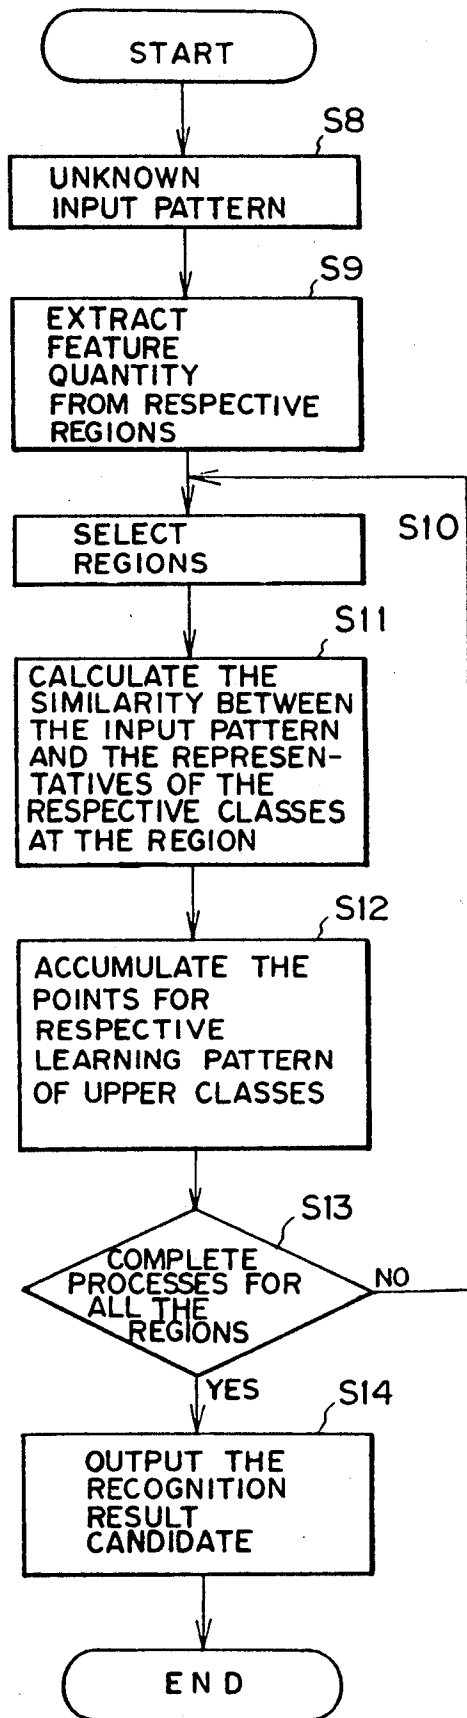 START
S8
UNKNOWN
INPUT PATTERN
S9
EXTRACT
FEATURE
QUANTITY
FROM RESPECTIVE
REGIONS
S10
SELECT
REGIONS
S11
CALCULATE THE
SIMILARITY BETWEEN
THE INPUT PATTERN
AND THE REPRESEN-
TATIVES OF THE
RESPECTIVE CLASSES
AT THE REGION
S12
ACCUMULATE THE
POINTS FOR
RESPECTIVE
LEARNING PATTERN
OF UPPER CLASSES
S13
COMPLETE
PROCESSES FOR
ALL THE
REGIONS
NO
YES
S14
OUTPUT THE
RECOGNITION
RESULT
CANDIDATE
END